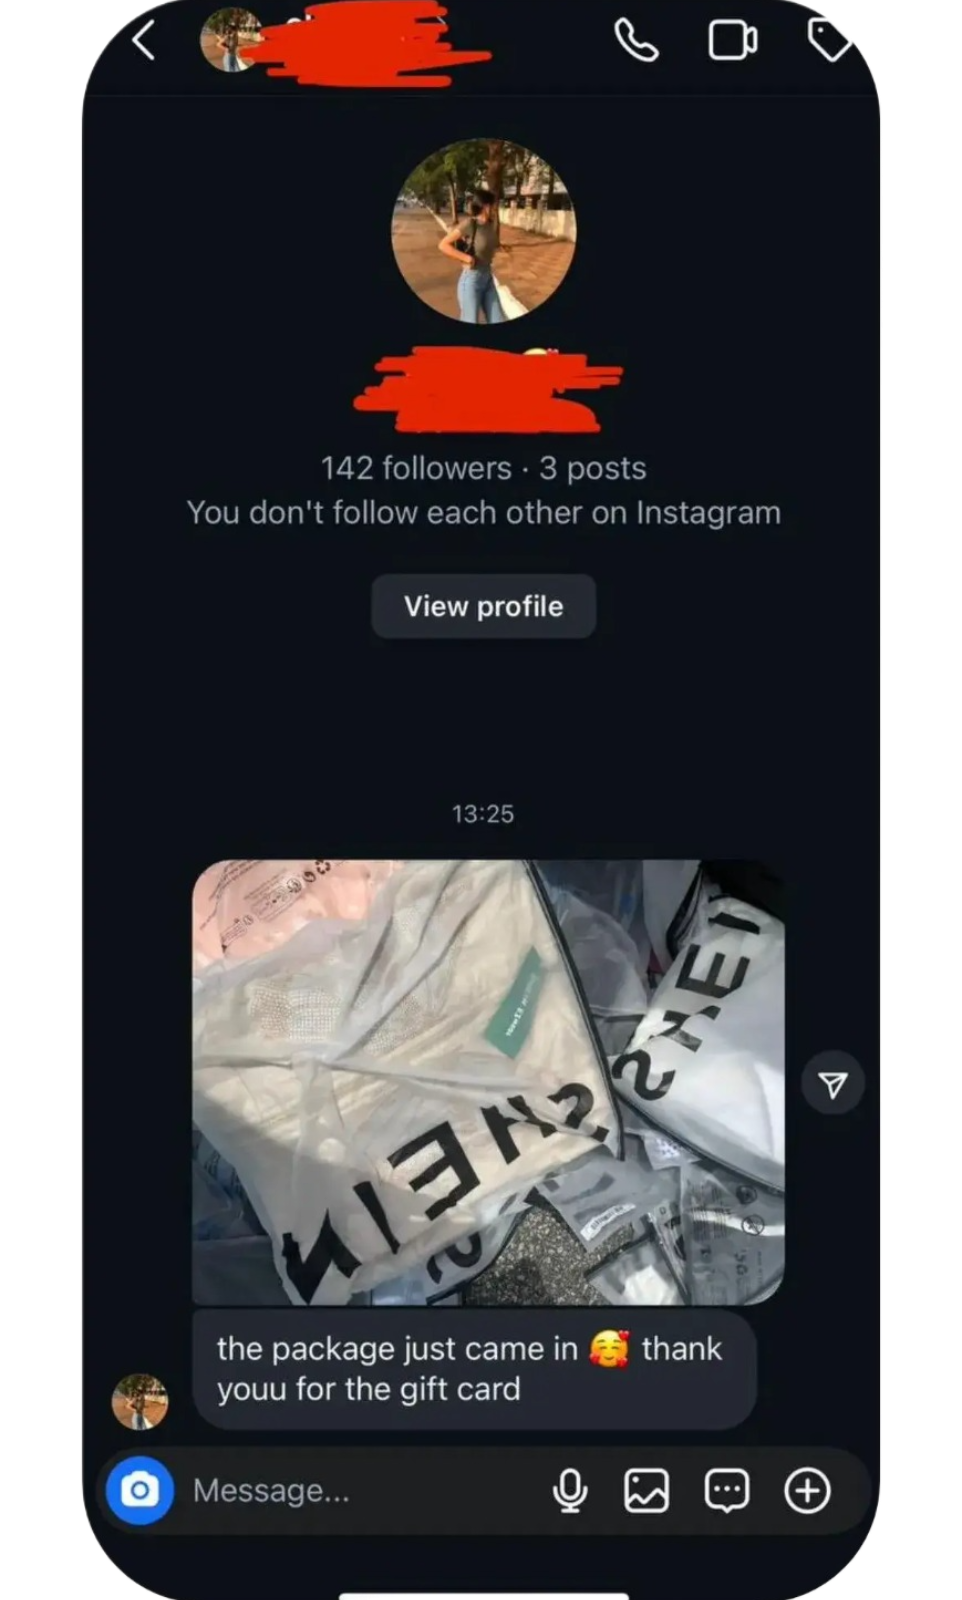 142 followers · 3 posts
You don't follow each other on Instagram
View profile
13:25
SHEIN
SHEI
the package just came in 🥰 thank
youu for the gift card
Message...